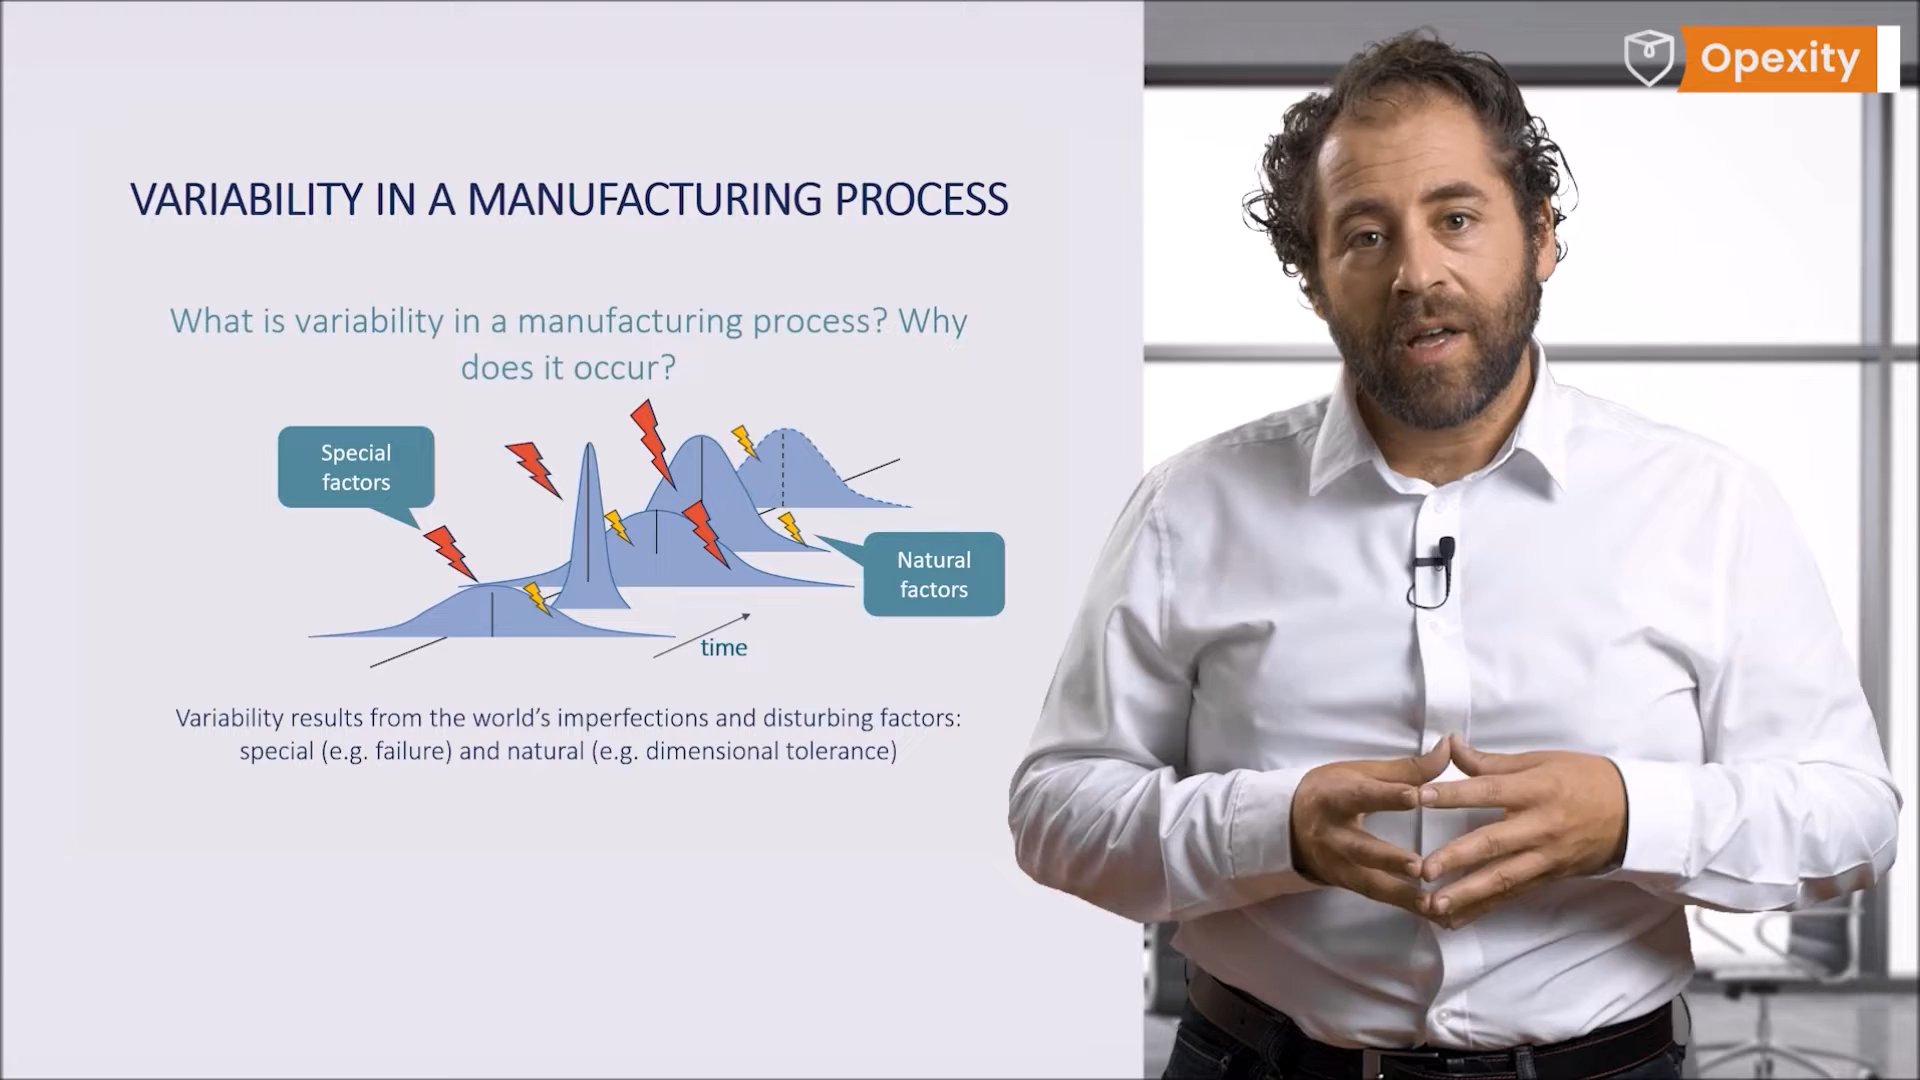 Opexity
VARIABILITY IN A MANUFACTURING PROCESS
What is variability in a manufacturing process? Why
does it occur?
Special
factors
Natural
factors
time
Variability results from the world’s imperfections and disturbing factors:
special (e.g. failure) and natural (e.g. dimensional tolerance)